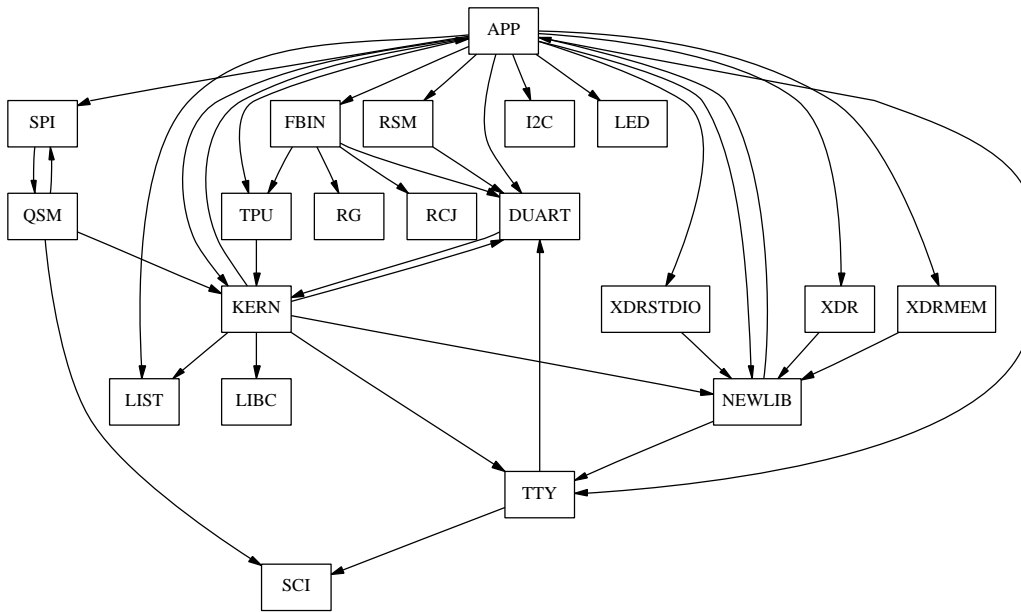 APP
SPI
FBIN
RSM
I2C
LED
QSM
TPU
RG
RCJ
DUART
KERN
XDRSTDIO
XDR
XDRMEM
LIST
LIBC
NEWLIB
TTY
SCI